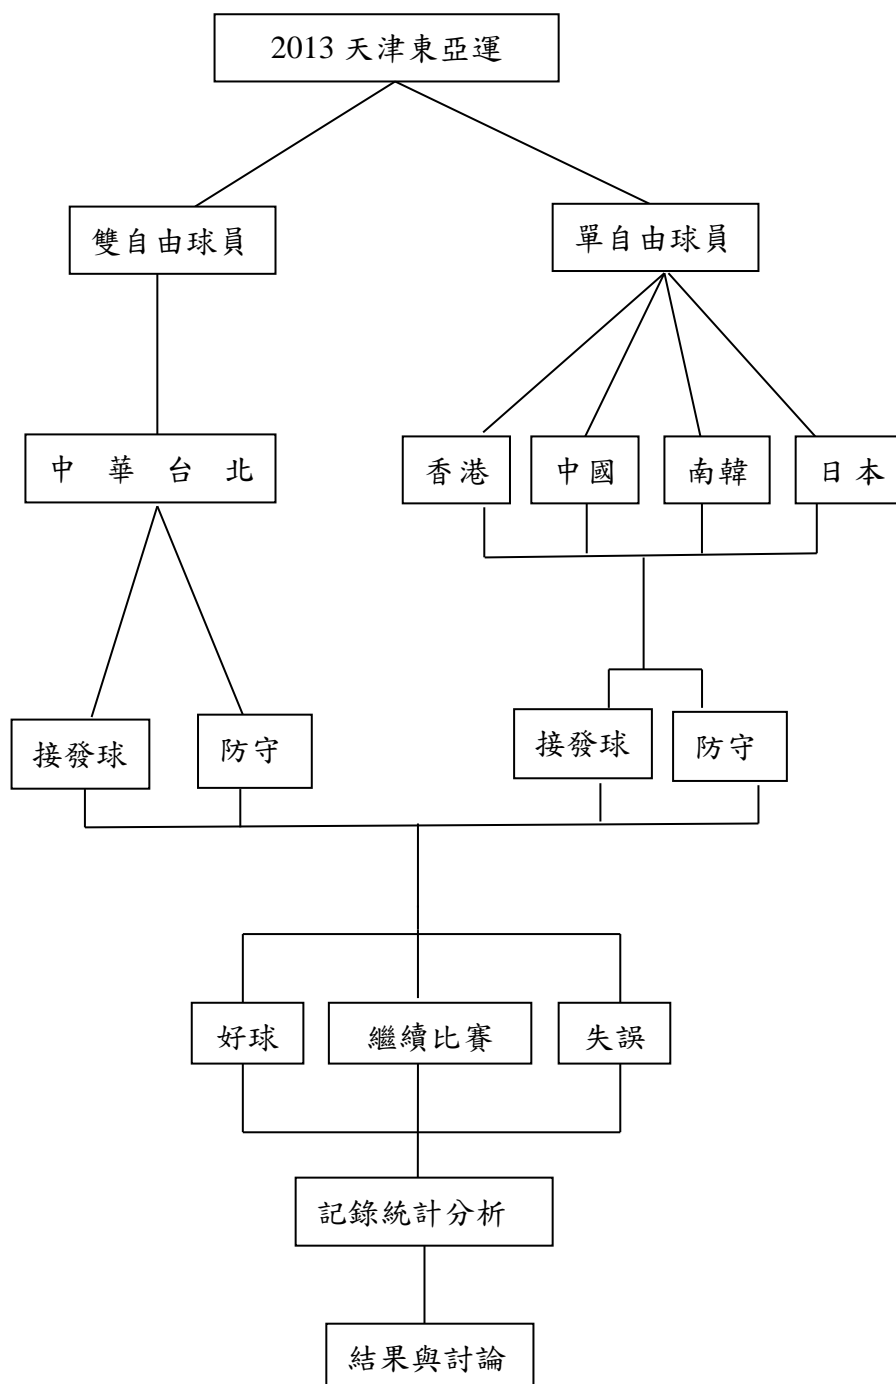 2013 天津東亞運
雙自由球員
單自由球員
中 華 台 北
香港
中國
南韓
日本
接發球
防守
接發球
防守
好球
繼續比賽
失誤
記錄統計分析
結果與討論